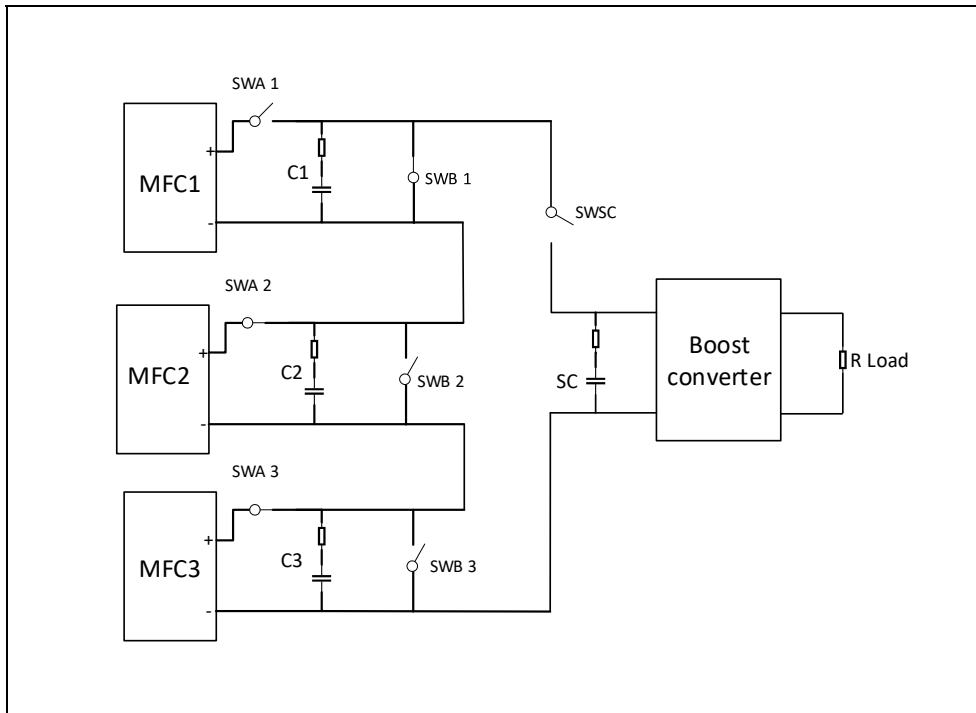 SWA 1
+
MFC1
C1
SWB 1
-
SWSC
SWA 2
+
MFC2
C2
SWB 2
-
SC
Boost
converter
R Load
SWA 3
+
MFC3
C3
SWB 3
-